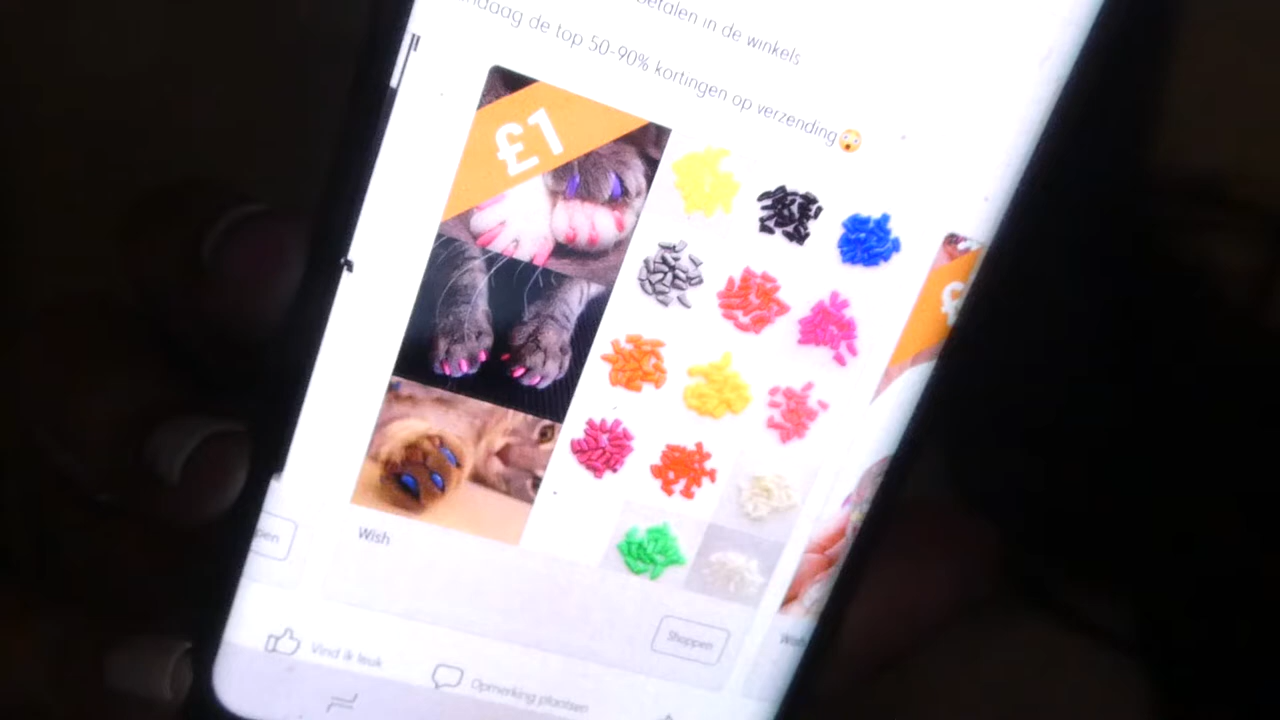 betalen in de winkels
de top 50-90% kortingen op verzending😲
£1
£
Wish
Shoppen
Vind ik leuk
Opmerking plaatsen